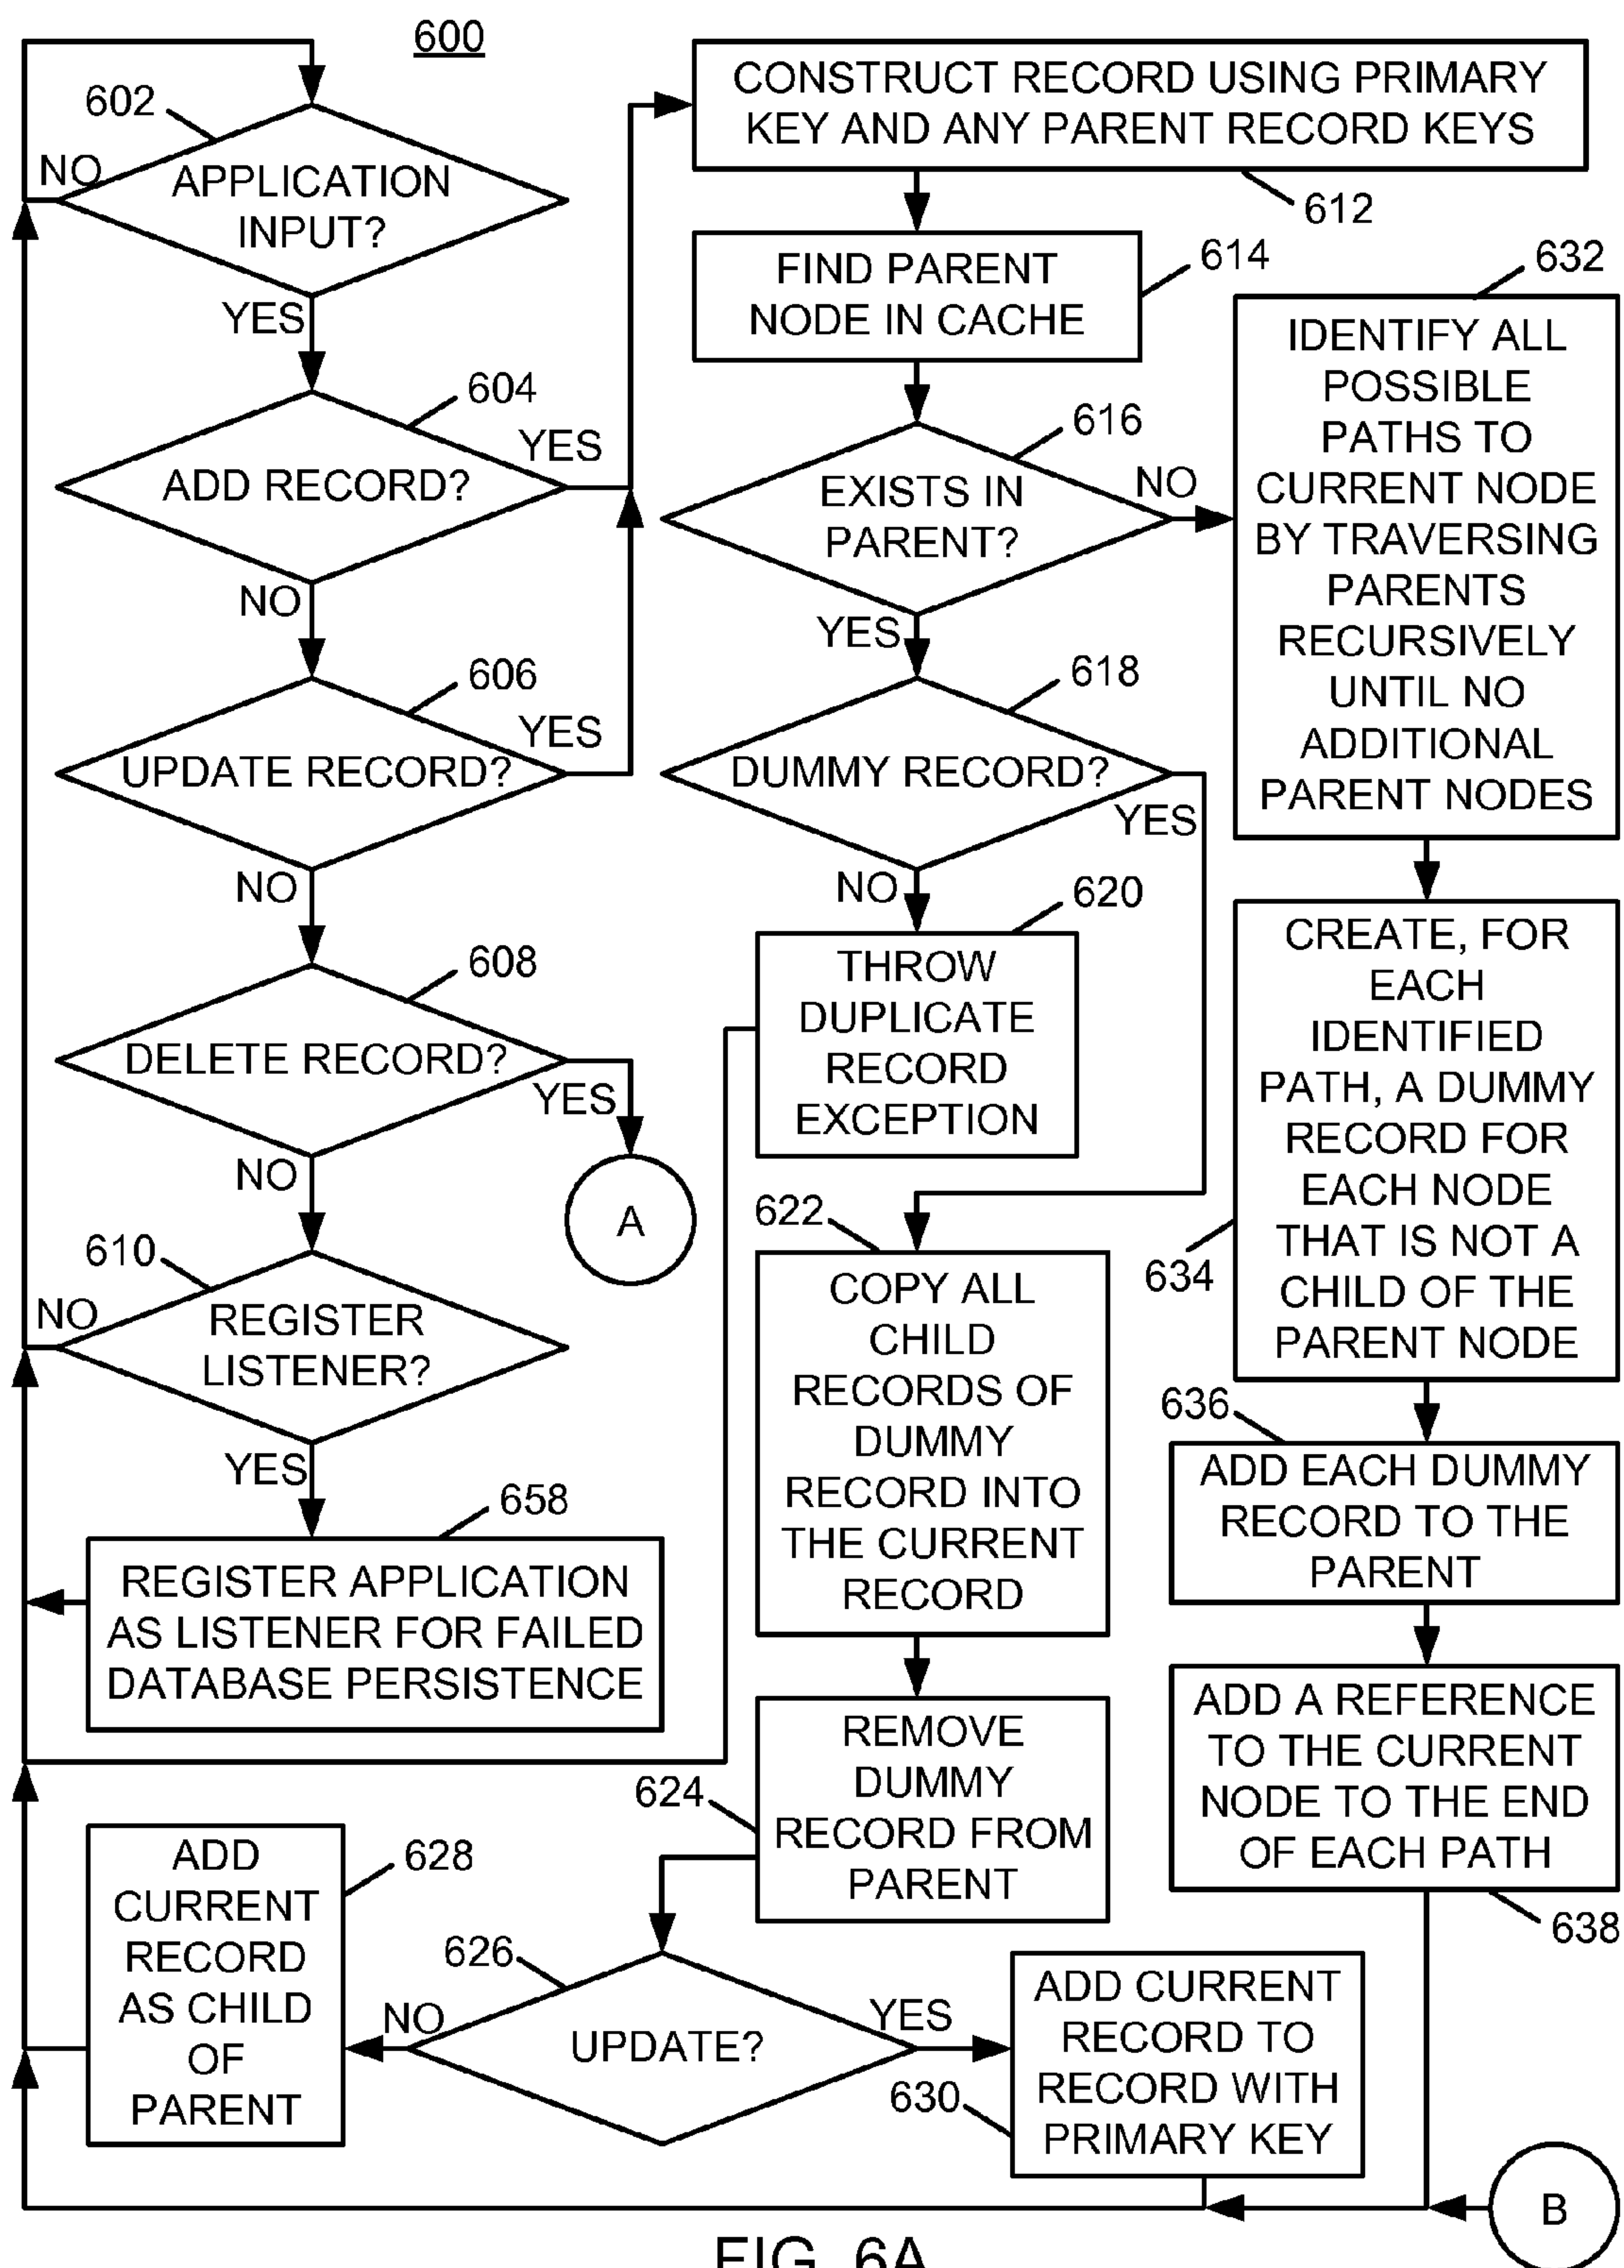 600
602
NO
APPLICATION
INPUT?
YES
604
ADD RECORD?
YES
NO
606
UPDATE RECORD?
YES
NO
608
DELETE RECORD?
YES
A
NO
610
NO
REGISTER
LISTENER?
YES
658
REGISTER APPLICATION
AS LISTENER FOR FAILED
DATABASE PERSISTENCE
CONSTRUCT RECORD USING PRIMARY
KEY AND ANY PARENT RECORD KEYS
612
FIND PARENT
NODE IN CACHE
614
616
EXISTS IN
PARENT?
NO
YES
618
DUMMY RECORD?
YES
NO
620
THROW
DUPLICATE
RECORD
EXCEPTION
622
COPY ALL
CHILD
RECORDS OF
DUMMY
RECORD INTO
THE CURRENT
RECORD
624
REMOVE
DUMMY
RECORD FROM
PARENT
626
UPDATE?
NO
YES
628
ADD
CURRENT
RECORD
AS CHILD
OF
PARENT
630
ADD CURRENT
RECORD TO
RECORD WITH
PRIMARY KEY
632
IDENTIFY ALL
POSSIBLE
PATHS TO
CURRENT NODE
BY TRAVERSING
PARENTS
RECURSIVELY
UNTIL NO
ADDITIONAL
PARENT NODES
634
CREATE, FOR
EACH
IDENTIFIED
PATH, A DUMMY
RECORD FOR
EACH NODE
THAT IS NOT A
CHILD OF THE
PARENT NODE
636
ADD EACH DUMMY
RECORD TO THE
PARENT
ADD A REFERENCE
TO THE CURRENT
NODE TO THE END
OF EACH PATH
638
B
FIG. 6A